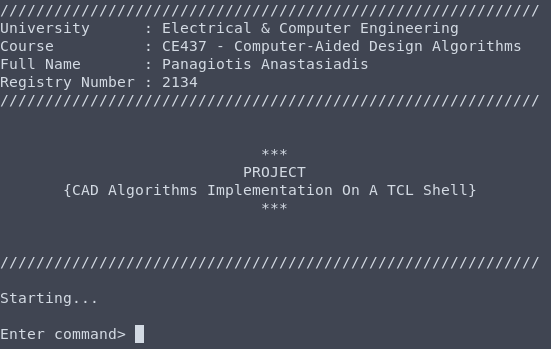 ////////////////////////////////////////////////////////////
University      : Electrical & Computer Engineering
Course          : CE437 - Computer-Aided Design Algorithms
Full Name       : Panagiotis Anastasiadis
Registry Number : 2134
////////////////////////////////////////////////////////////
***
PROJECT
{CAD Algorithms Implementation On A TCL Shell}
***
////////////////////////////////////////////////////////////
Starting...
Enter command>